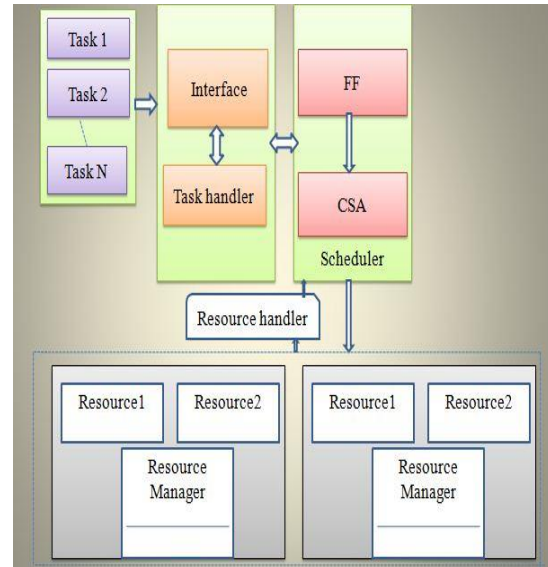 Task 1
Task 2
Task N
Interface
Task handler
FF
CSA
Scheduler
Resource handler
Resource1
Resource2
Resource
Manager
Resource1
Resource2
Resource
Manager